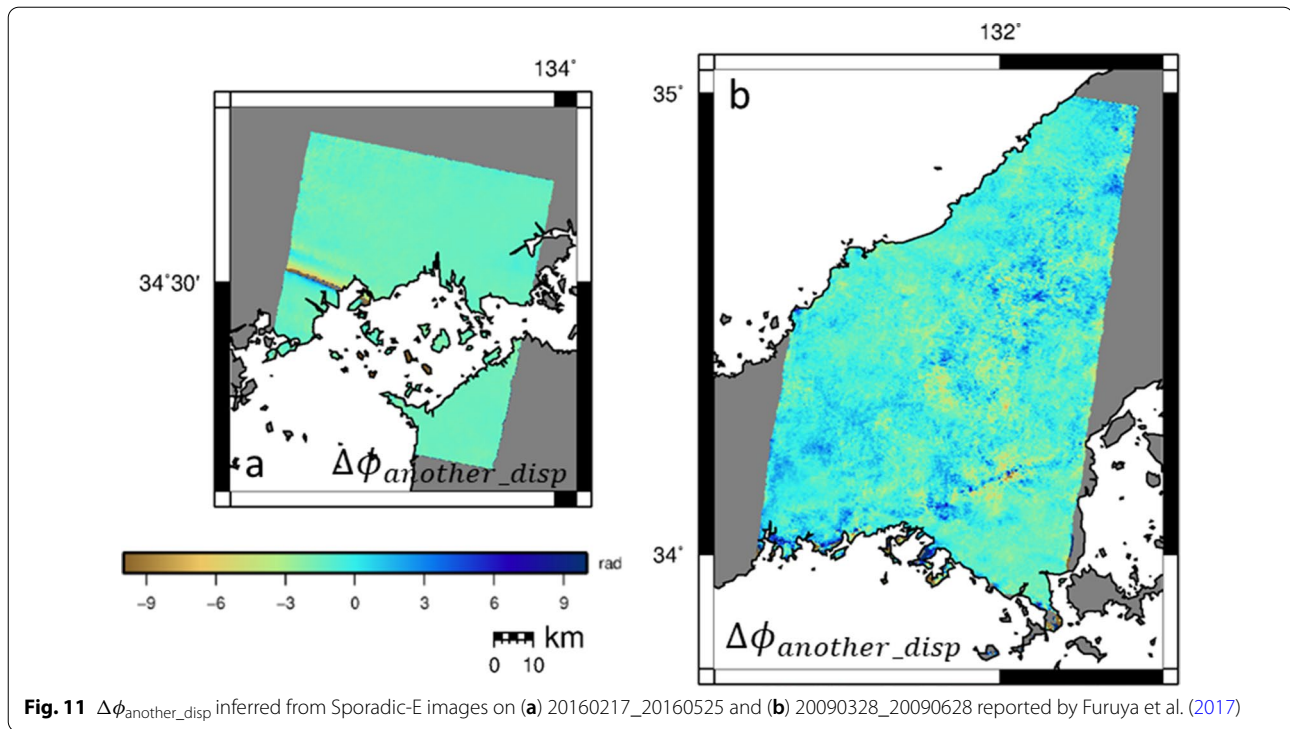 134°
34°30′
a
Δϕanother_disp
−9 −6 −3 0 3 6 9
rad
km
0 10
132°
35°
b
34°
Δϕanother_disp
Fig. 11 Δϕanother_disp inferred from Sporadic-E images on (a) 20160217_20160525 and (b) 20090328_20090628 reported by Furuya et al. (2017)